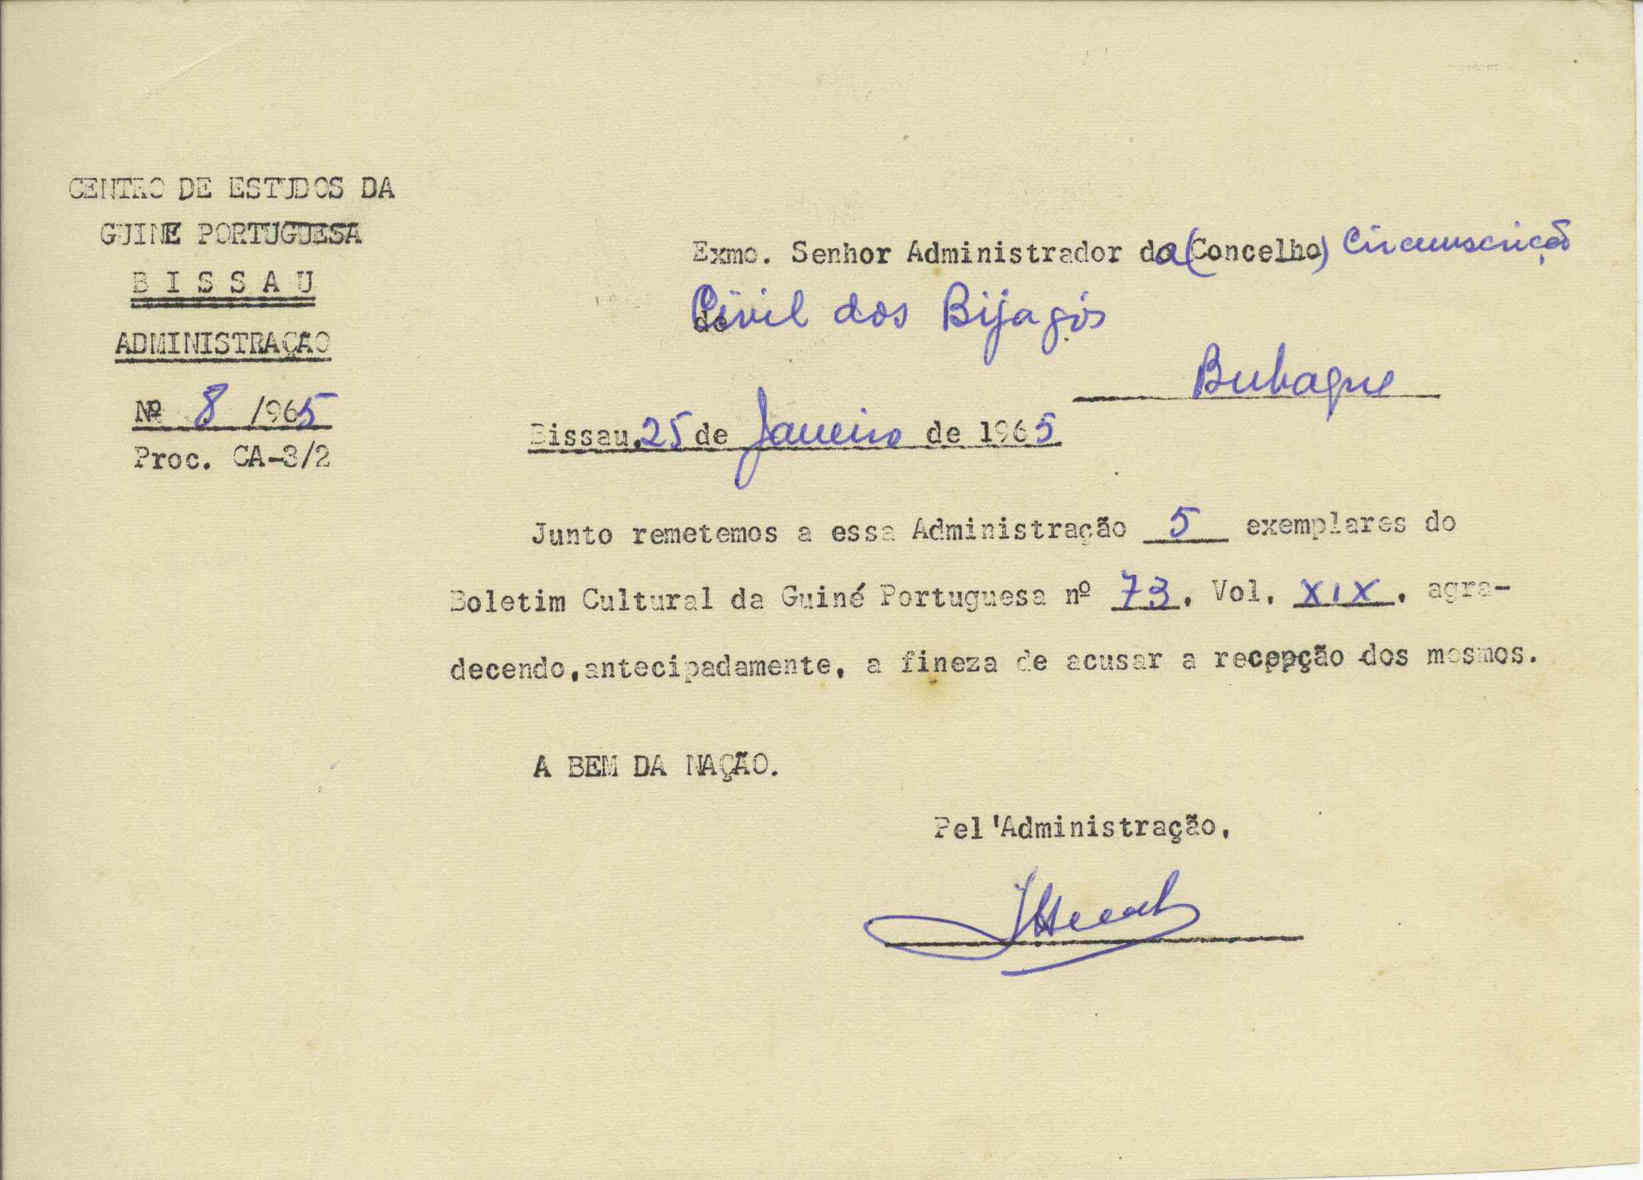 CENTRO DE ESTUDOS DA
GUINE PORTUGUESA
B I S S A U
ADMINISTRAÇÃO
Nº 8 /965
Proc. CA-3/2
Exmo. Senhor Administrador da (Concelho) Circunscrição
de Civil dos Bijagós
Bubaque
Bissau, 25 de Janeiro de 1965
Junto remetemos a essa Administração 5 exemplares do
Boletim Cultural da Guiné Portuguesa nº 73, Vol. XIX, agra-
decendo, antecipadamente, a fineza de acusar a recepção dos mesmos.
A BEM DA NAÇÃO.
Pel'Administração,